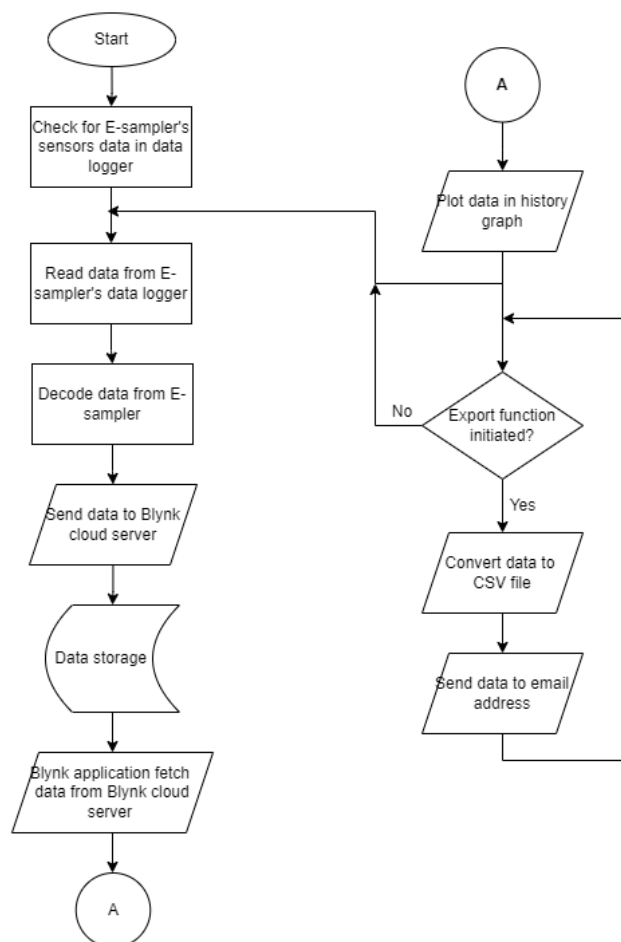 Start
Check for E-sampler's
sensors data in data
logger
Read data from E-
sampler's data logger
Decode data from E-
sampler
Send data to Blynk
cloud server
Data storage
Blynk application fetch
data from Blynk cloud
server
A
A
Plot data in history
graph
No
Export function
initiated?
Yes
Convert data to
CSV file
Send data to email
address